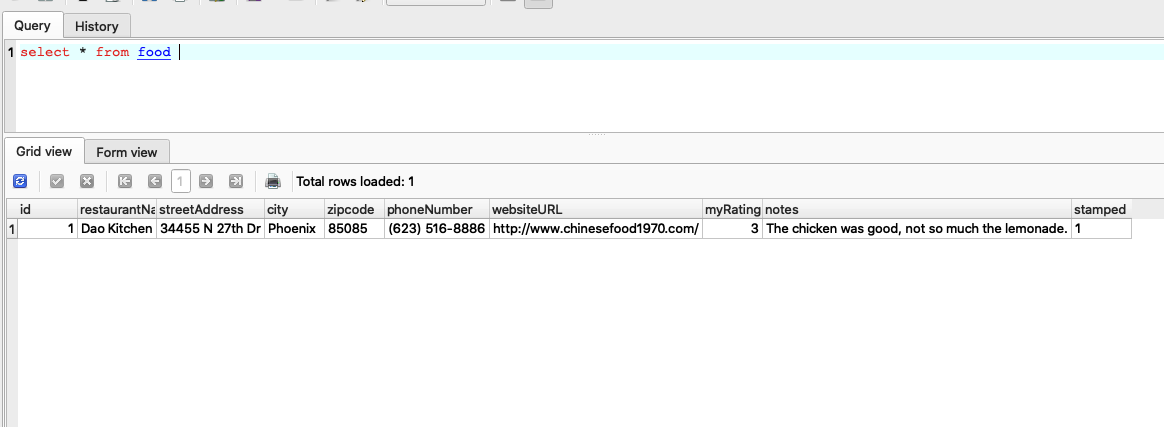 Query History
1 select * from food
Grid view Form view
1 Total rows loaded: 1
id restaurantNa streetAddress city zipcode phoneNumber websiteURL myRating notes stamped
1 1 Dao Kitchen 34455 N 27th Dr Phoenix 85085 (623) 516-8886 http://www.chinesefood1970.com/ 3 The chicken was good, not so much the lemonade. 1